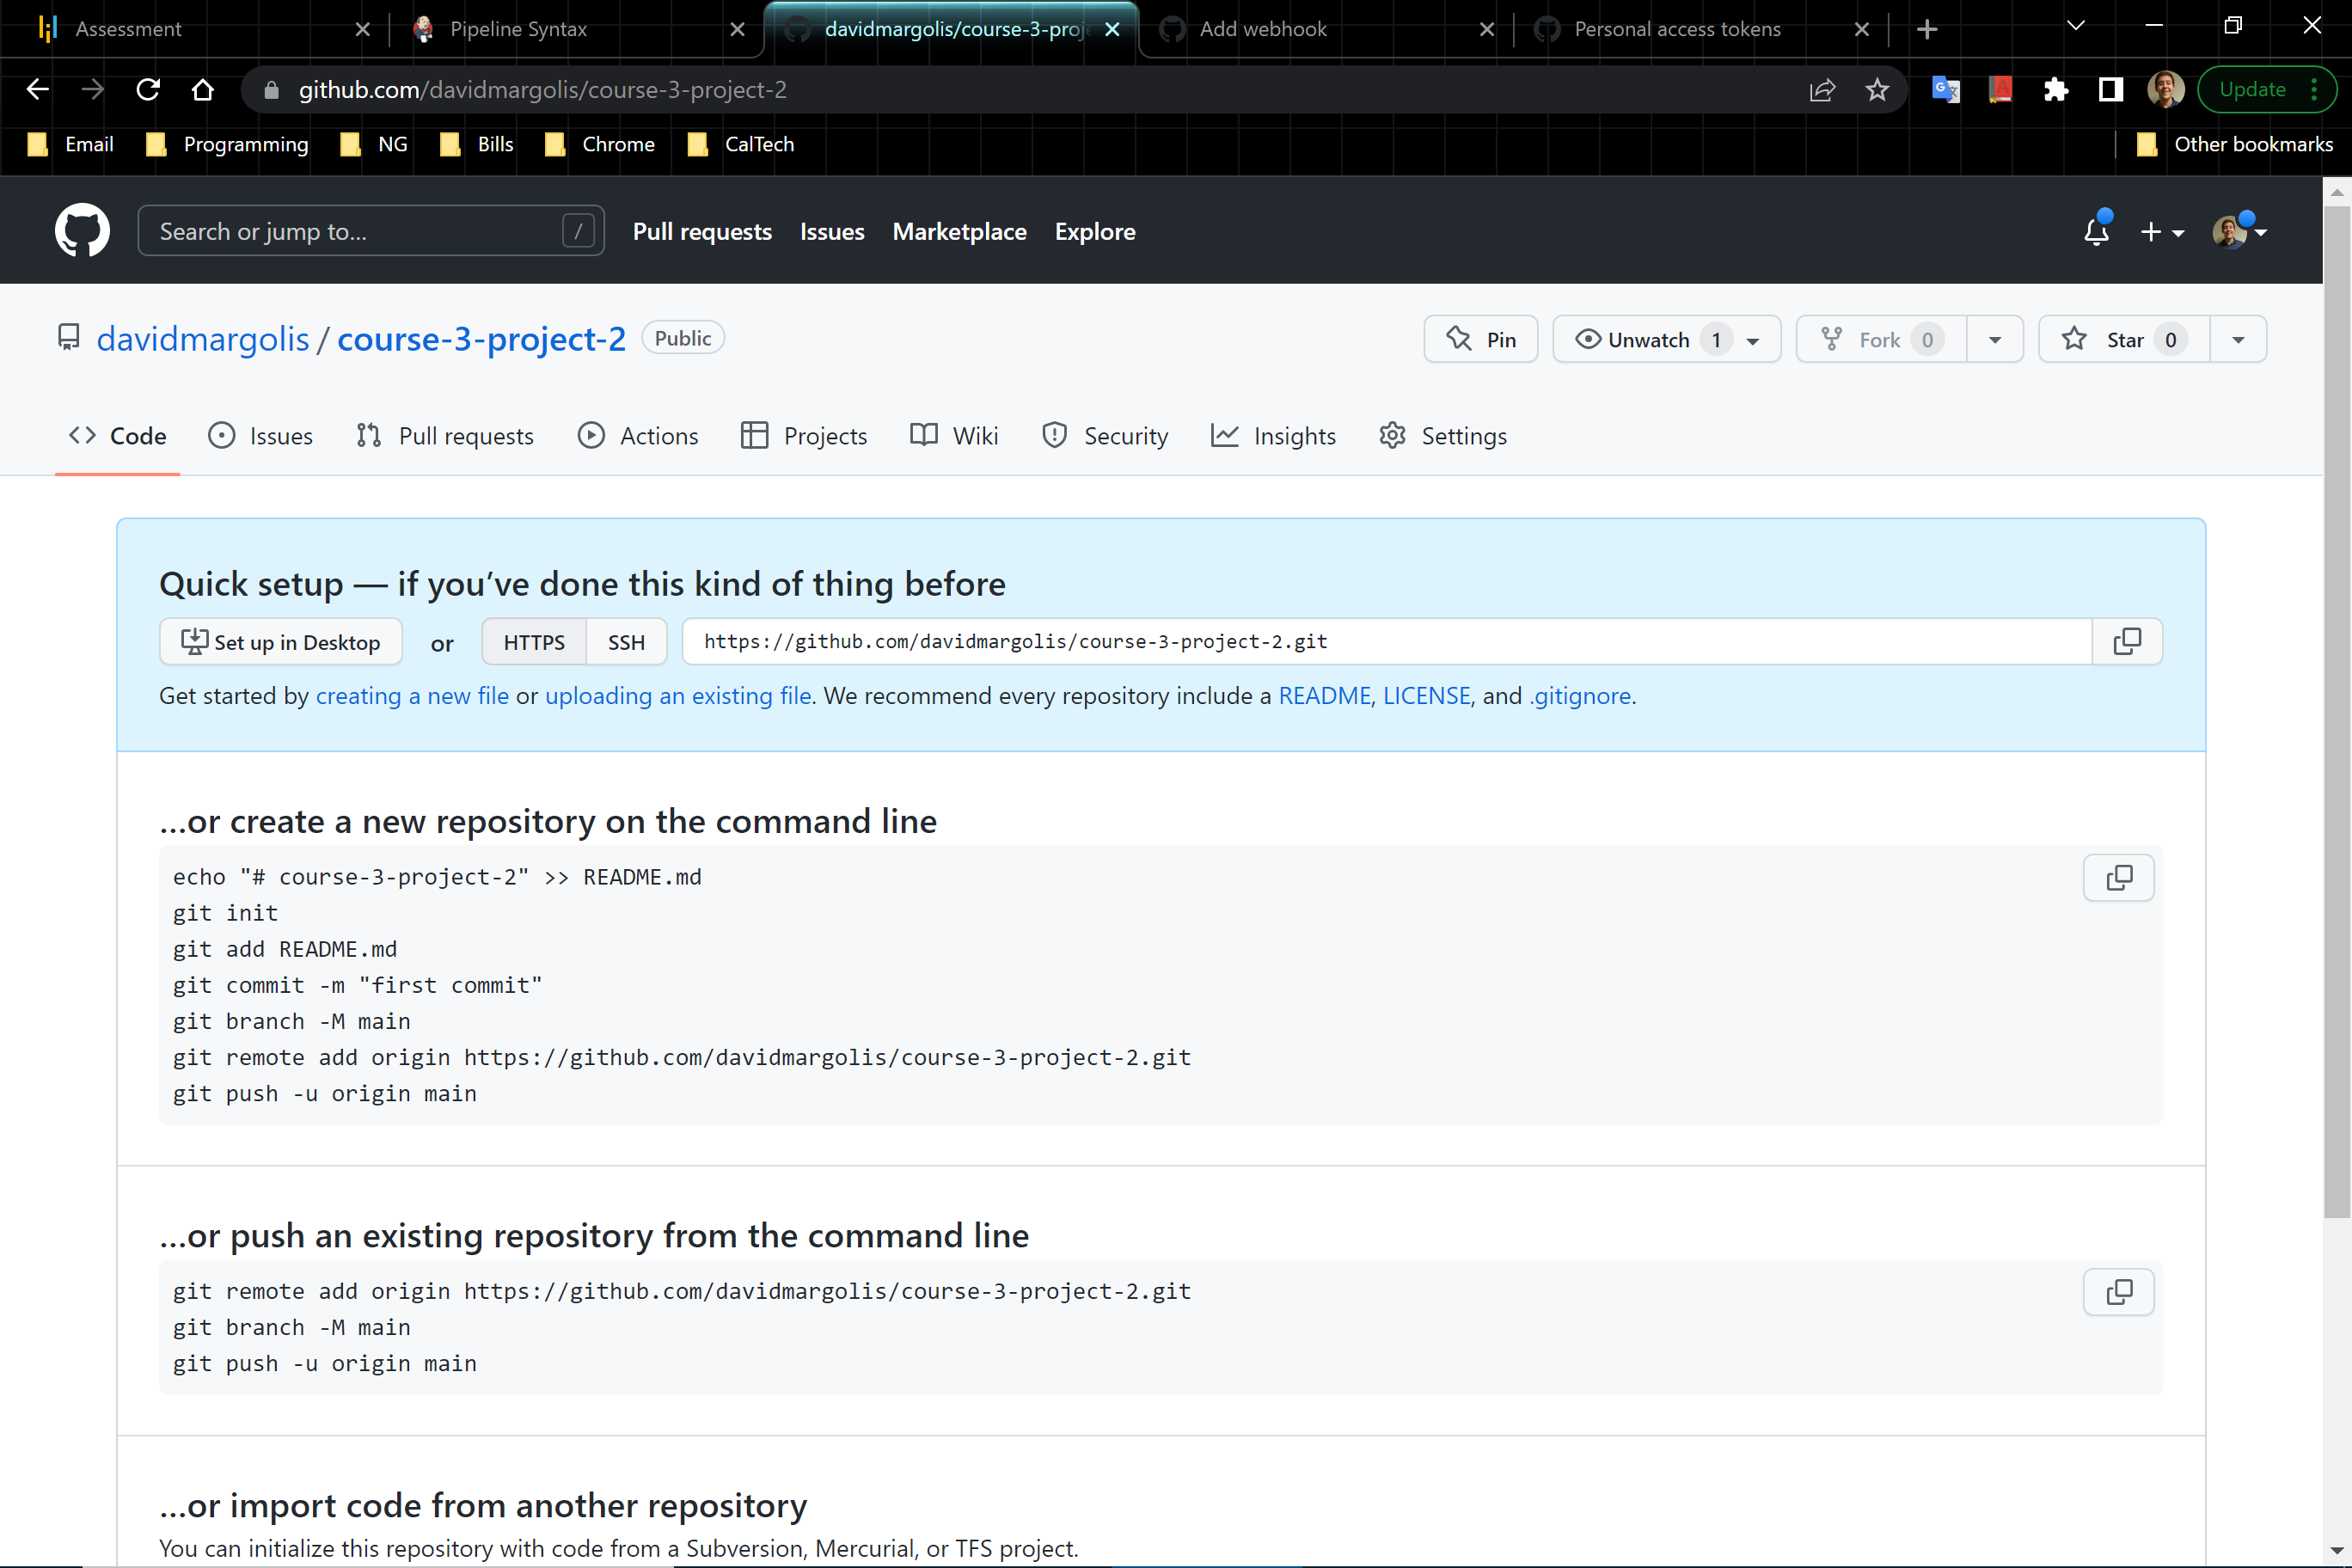 Assessment
Pipeline Syntax
davidmargolis/course-3-proj
Add webhook
Personal access tokens
github.com/davidmargolis/course-3-project-2
Update
Email
Programming
NG
Bills
Chrome
CalTech
Other bookmarks
Search or jump to... /
Pull requests
Issues
Marketplace
Explore
davidmargolis / course-3-project-2 Public
Pin
Unwatch 1
Fork 0
Star 0
Code
Issues
Pull requests
Actions
Projects
Wiki
Security
Insights
Settings
Quick setup — if you’ve done this kind of thing before
Set up in Desktop or HTTPS SSH https://github.com/davidmargolis/course-3-project-2.git
Get started by creating a new file or uploading an existing file. We recommend every repository include a README, LICENSE, and .gitignore.
…or create a new repository on the command line
echo "# course-3-project-2" >> README.md
git init
git add README.md
git commit -m "first commit"
git branch -M main
git remote add origin https://github.com/davidmargolis/course-3-project-2.git
git push -u origin main
…or push an existing repository from the command line
git remote add origin https://github.com/davidmargolis/course-3-project-2.git
git branch -M main
git push -u origin main
…or import code from another repository
You can initialize this repository with code from a Subversion, Mercurial, or TFS project.